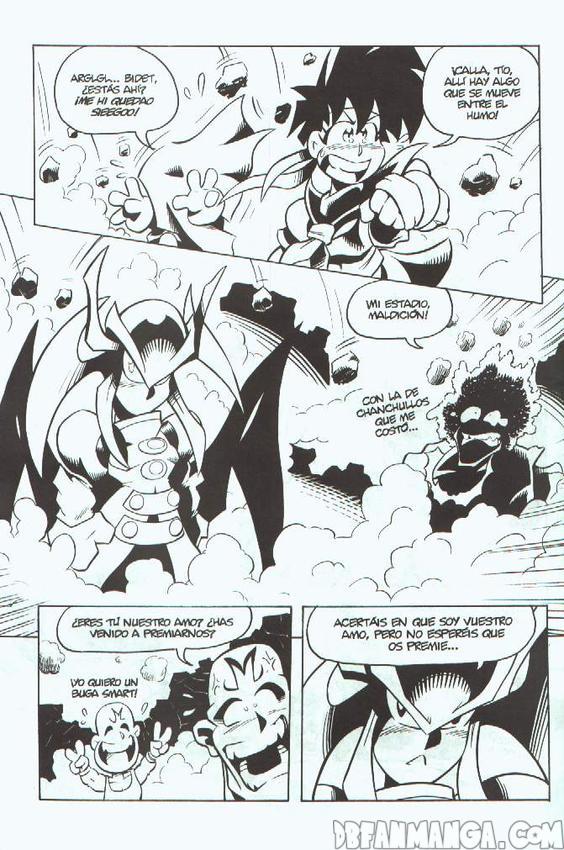 ARGLGL... BIDET,
¿ESTÁS AHÍ?
¡ME HI QUEDAO
SIEEGOO!
¡CALLA, TÍO,
ALLÍ HAY ALGO
QUE SE MUEVE
ENTRE EL
HUMO!
¡MI ESTADIO,
MALDICIÓN!
CON LA DE
CHANCHULLOS
QUE ME
COSTÓ...
¿ERES TÚ NUESTRO AMO? ¿HAS
VENIDO A PREMIARNOS?
¡YO QUIERO UN
BUGA SMART!
ACERTÁIS EN QUE SOY VUESTRO
AMO, PERO NO ESPERÉIS QUE
OS PREMIE...
DBFANMANGA.COM